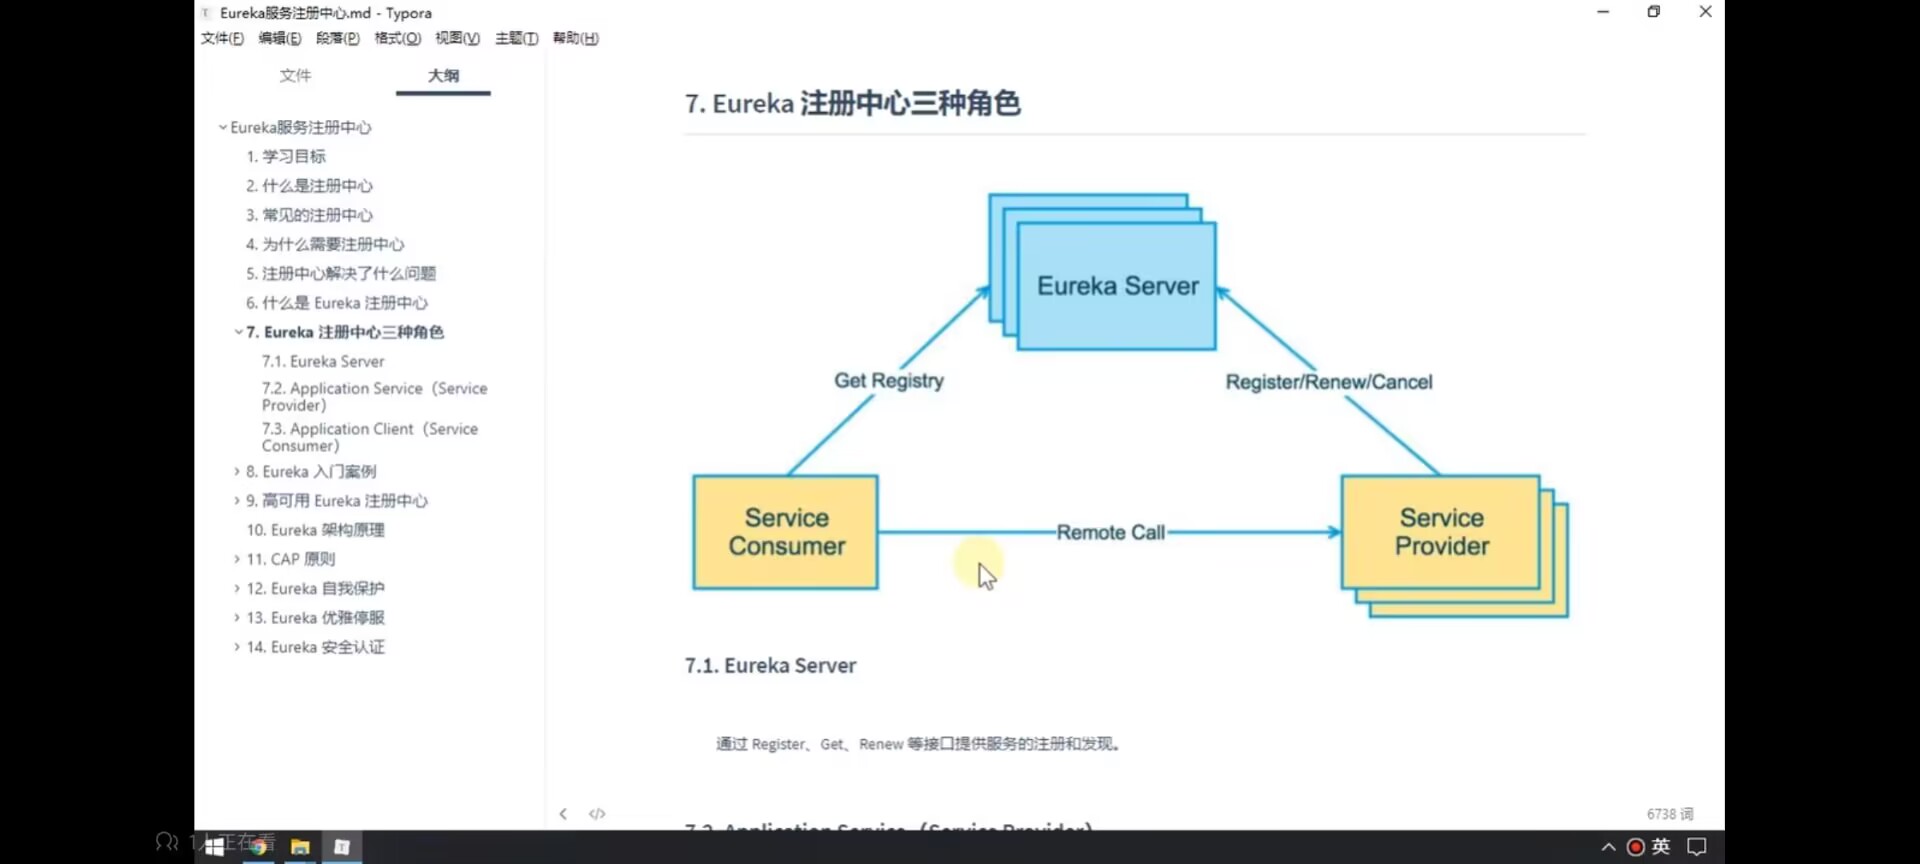 Eureka服务注册中心.md - Typora
文件(F) 编辑(E) 段落(P) 格式(O) 视图(V) 主题(T) 帮助(H)
文件 大纲
Eureka服务注册中心
1. 学习目标
2. 什么是注册中心
3. 常见的注册中心
4. 为什么需要注册中心
5. 注册中心解决了什么问题
6. 什么是 Eureka 注册中心
7. Eureka 注册中心三种角色
7.1. Eureka Server
7.2. Application Service（Service
Provider）
7.3. Application Client（Service
Consumer）
8. Eureka 入门案例
9. 高可用 Eureka 注册中心
10. Eureka 架构原理
11. CAP 原则
12. Eureka 自我保护
13. Eureka 优雅停服
14. Eureka 安全认证
7. Eureka 注册中心三种角色
Eureka Server
Get Registry
Register/Renew/Cancel
Service
Consumer
Remote Call
Service
Provider
7.1. Eureka Server
通过 Register、Get、Renew 等接口提供服务的注册和发现。
7.2. Application Service（Service Provider）
6738 词
1人正在看
英